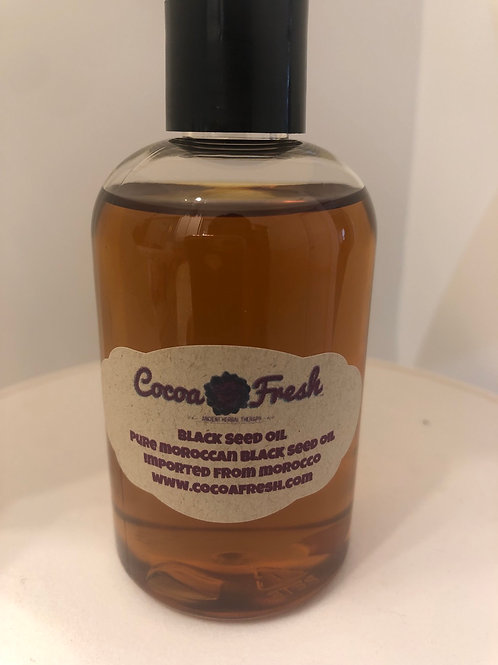 Cocoa Fresh
ANCIENT HERBAL THERAPY
BLACK SEED OIL
PURE MOROCCAN BLACK SEED OIL
IMPORTED FROM MOROCCO
WWW.COCOAFRESH.COM